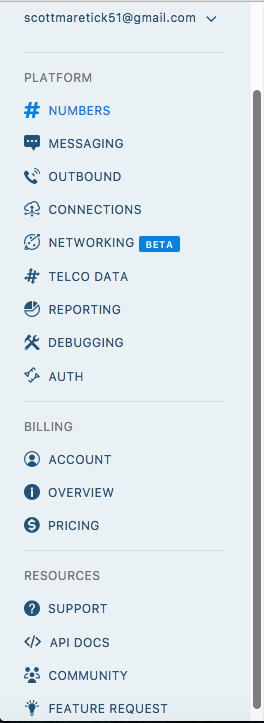 scottmaretick51@gmail.com
PLATFORM
NUMBERS
MESSAGING
OUTBOUND
CONNECTIONS
NETWORKING BETA
TELCO DATA
REPORTING
DEBUGGING
AUTH
BILLING
ACCOUNT
OVERVIEW
PRICING
RESOURCES
SUPPORT
API DOCS
COMMUNITY
FEATURE REQUEST